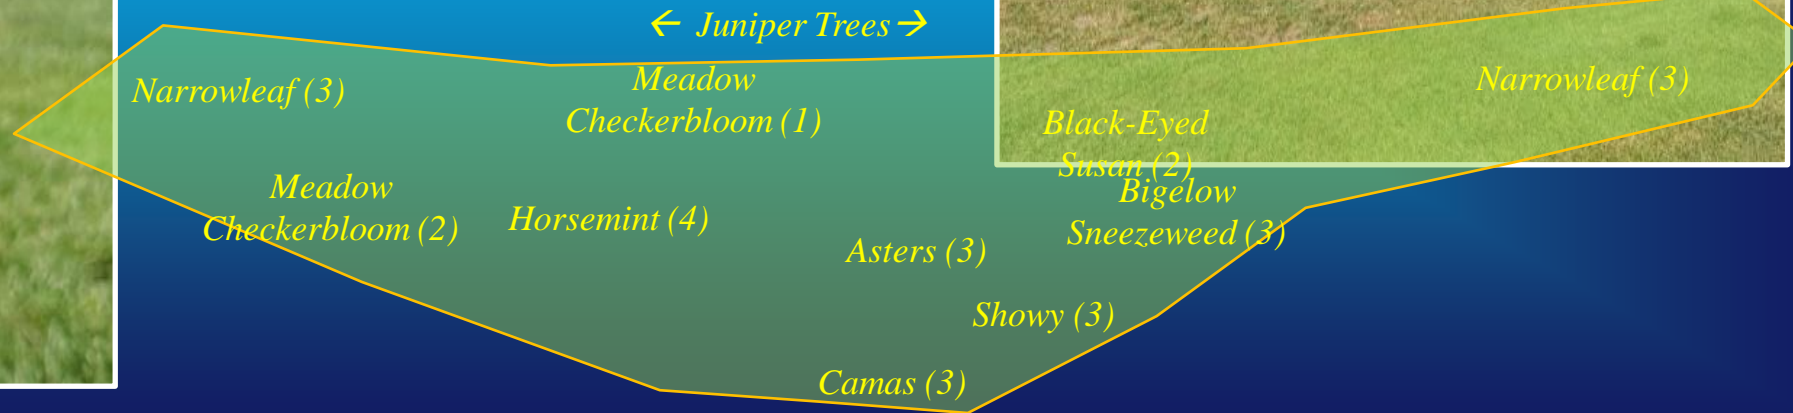 ← Juniper Trees →
Narrowleaf (3)
Meadow
Checkerbloom (1)
Narrowleaf (3)
Black-Eyed
Susan (2)
Meadow
Checkerbloom (2)
Horsemint (4)
Bigelow
Sneezeweed (3)
Asters (3)
Showy (3)
Camas (3)